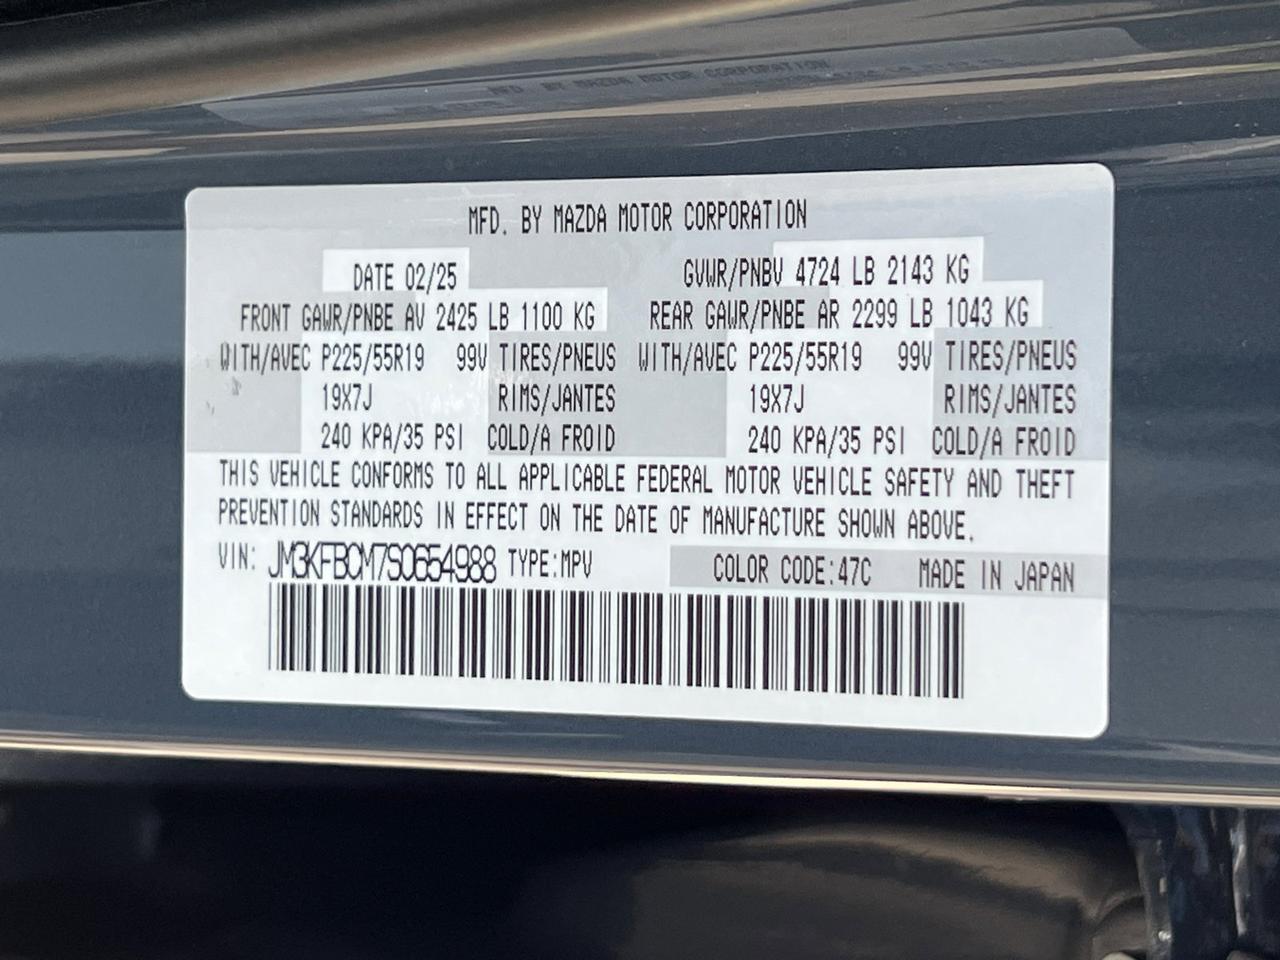 MFD. BY MAZDA MOTOR CORPORATION
DATE 02/25 GVWR/PNBV 4724 LB 2143 KG
FRONT GAWR/PNBE AV 2425 LB 1100 KG REAR GAWR/PNBE AR 2299 LB 1043 KG
WITH/AVEC P225/55R19 99V TIRES/PNEUS WITH/AVEC P225/55R19 99V TIRES/PNEUS
19X7J RIMS/JANTES 19X7J RIMS/JANTES
240 KPA/35 PSI COLD/A FROID 240 KPA/35 PSI COLD/A FROID
THIS VEHICLE CONFORMS TO ALL APPLICABLE FEDERAL MOTOR VEHICLE SAFETY AND THEFT
PREVENTION STANDARDS IN EFFECT ON THE DATE OF MANUFACTURE SHOWN ABOVE.
VIN: JM3KFBCM7S0654988 TYPE:MPV COLOR CODE:47C MADE IN JAPAN